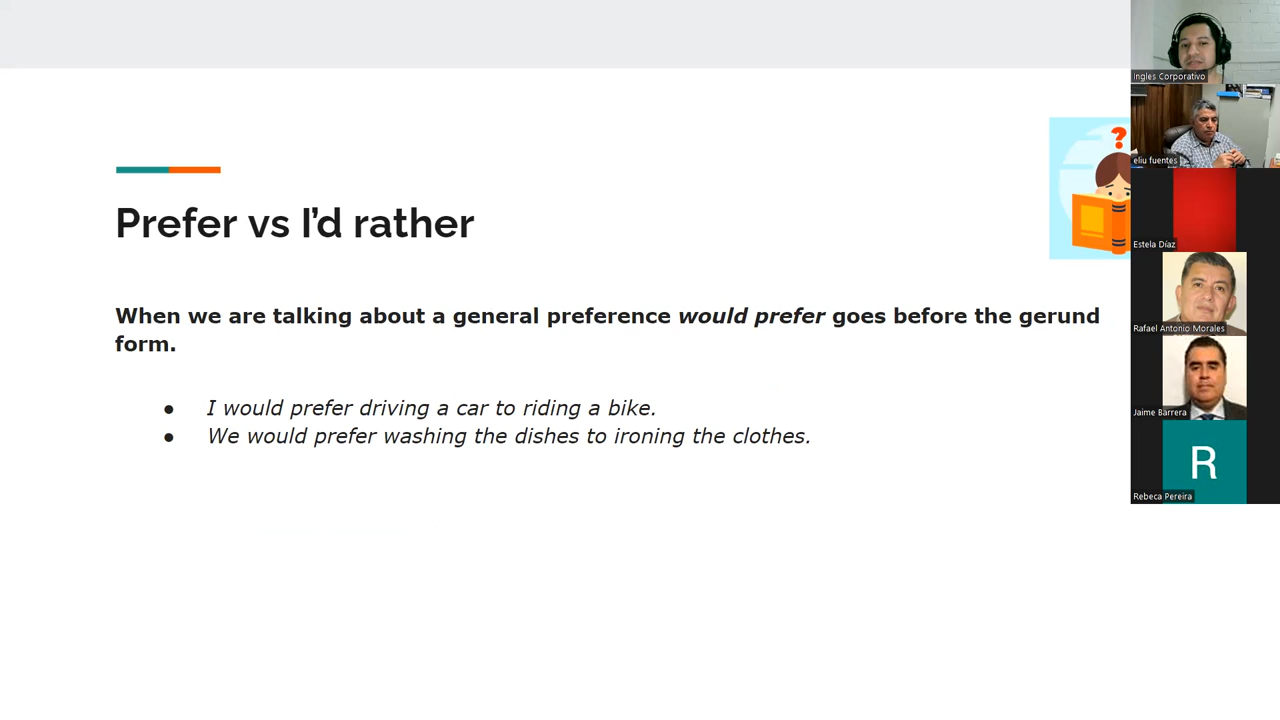 Prefer vs I'd rather
When we are talking about a general preference would prefer goes before the gerund
form.
● I would prefer driving a car to riding a bike.
● We would prefer washing the dishes to ironing the clothes.
?
Ingles Corporativo
eliu fuentes
Estela Díaz
Rafael Antonio Morales
Jaime Barrera
R
Rebeca Pereira